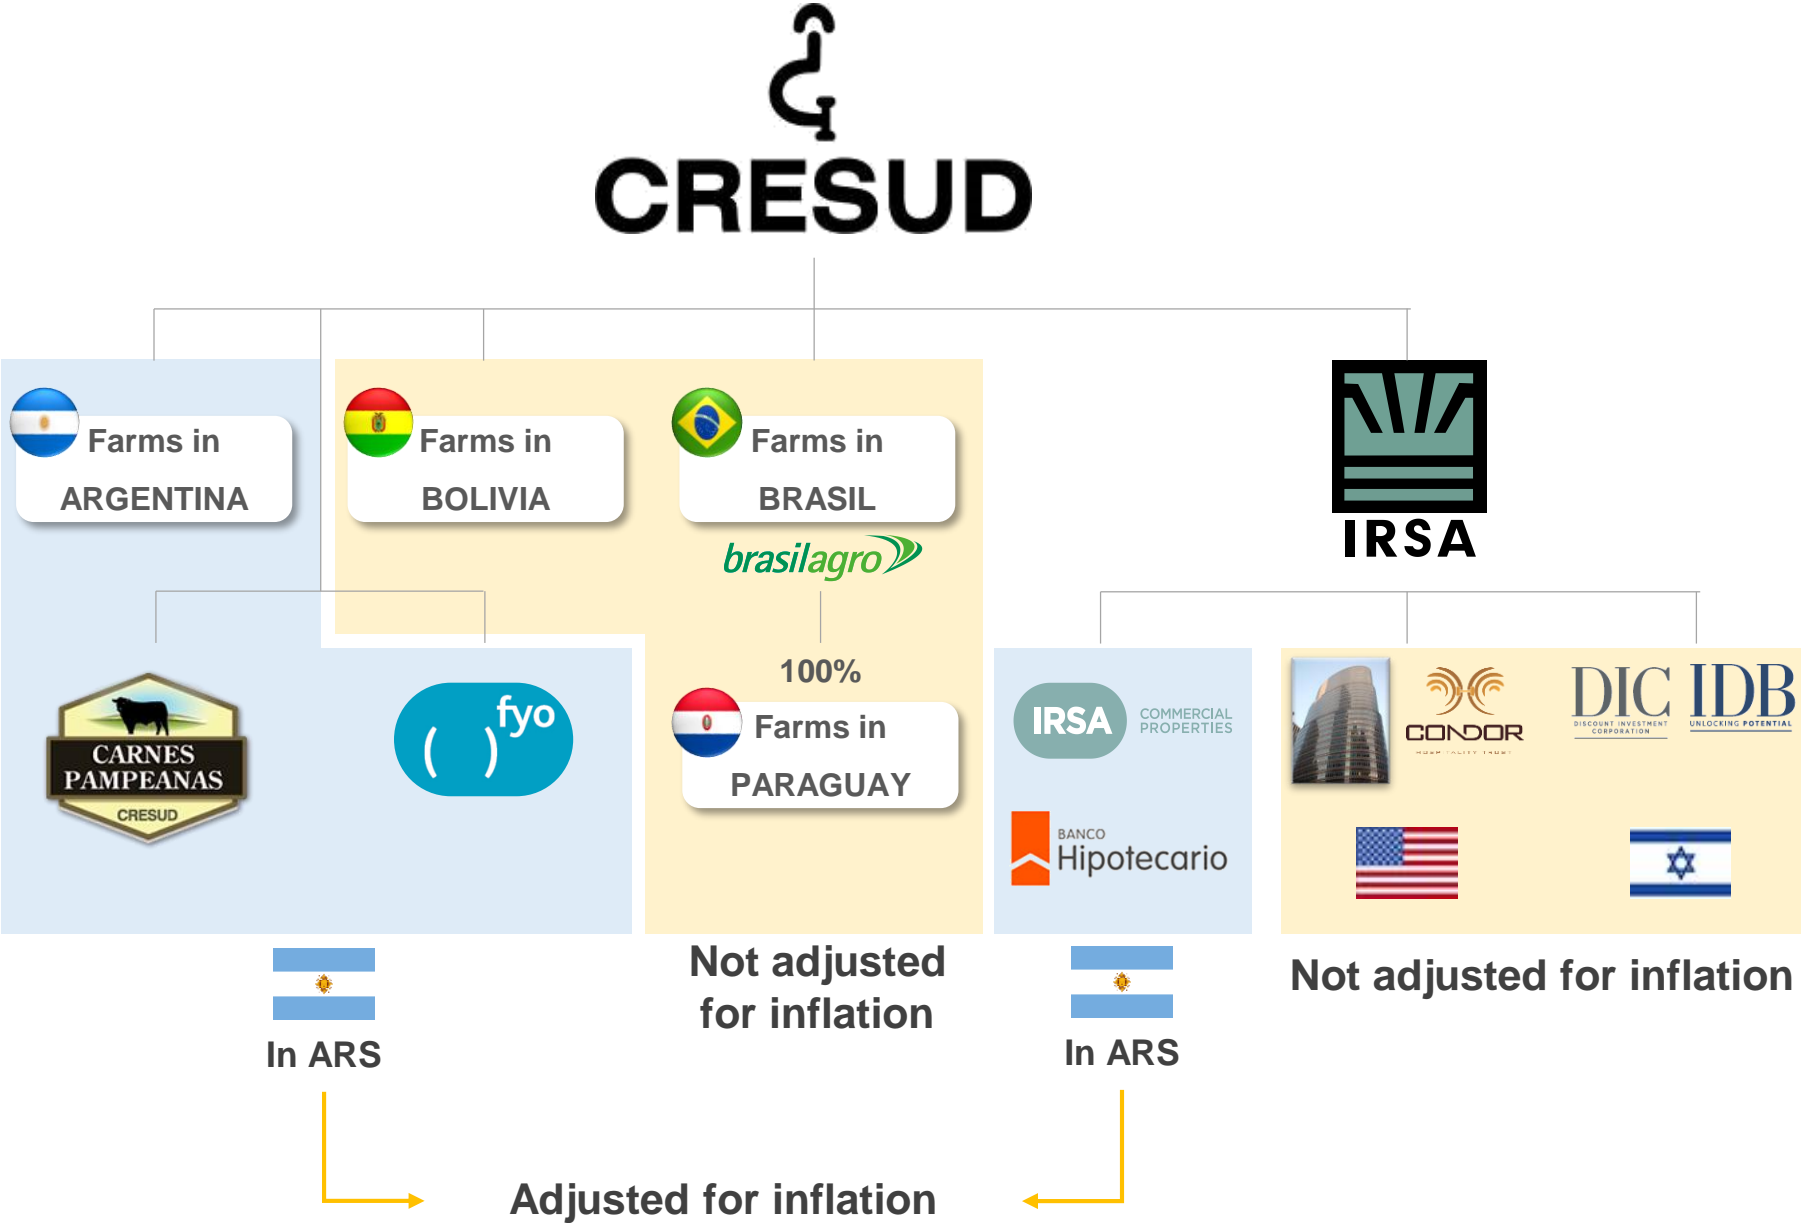 CRESUD
Farms in
ARGENTINA
Farms in
BOLIVIA
Farms in
BRASIL
brasilagro
IRSA
CARNES
PAMPEANAS
CRESUD
( ) fyo
100%
Farms in
PARAGUAY
IRSA
COMMERCIAL
PROPERTIES
BANCO
Hipotecario
CONDOR
HOSPITALITY TRUST
DIC
DISCOUNT INVESTMENT
CORPORATION
IDB
UNLOCKING POTENTIAL
In ARS
Not adjusted
for inflation
In ARS
Not adjusted for inflation
Adjusted for inflation